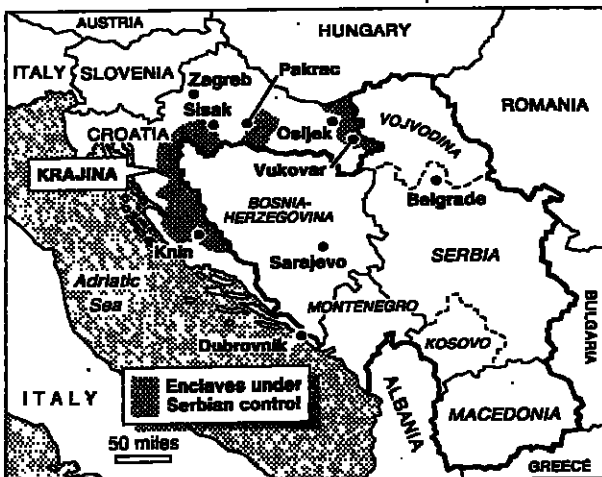 AUSTRIA
HUNGARY
ITALY
SLOVENIA
Zagreb
Pakrac
Sisak
ROMANIA
CROATIA
Osijek
VOJVODINA
KRAJINA
Vukovar
BOSNIA-
HERZEGOVINA
Belgrade
Knin
Sarajevo
SERBIA
Adriatic
Sea
MONTENEGRO
BULGARIA
KOSOVO
Dubrovnik
ITALY
Enclaves under
Serbian control
ALBANIA
MACEDONIA
50 miles
GREECE